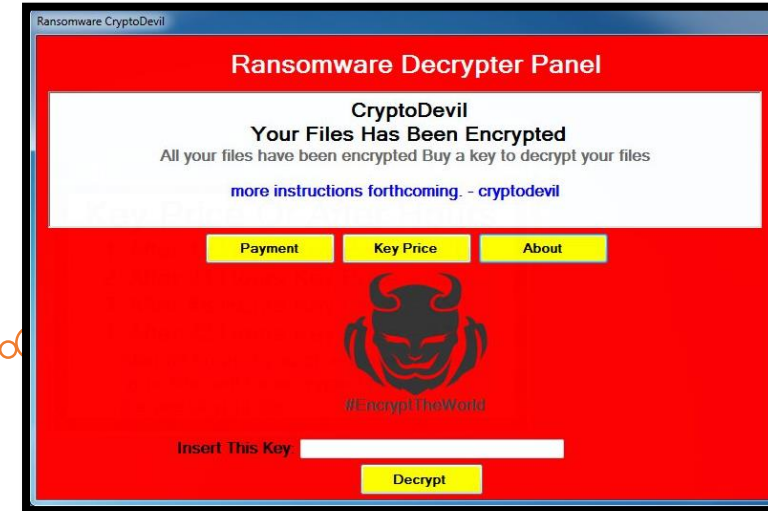 Ransomware CryptoDevil
Ransomware Decrypter Panel
CryptoDevil
Your Files Has Been Encrypted
All your files have been encrypted Buy a key to decrypt your files
more instructions forthcoming. - cryptodevil
Payment Key Price About
#EncryptTheWorld
Insert This Key
Decrypt